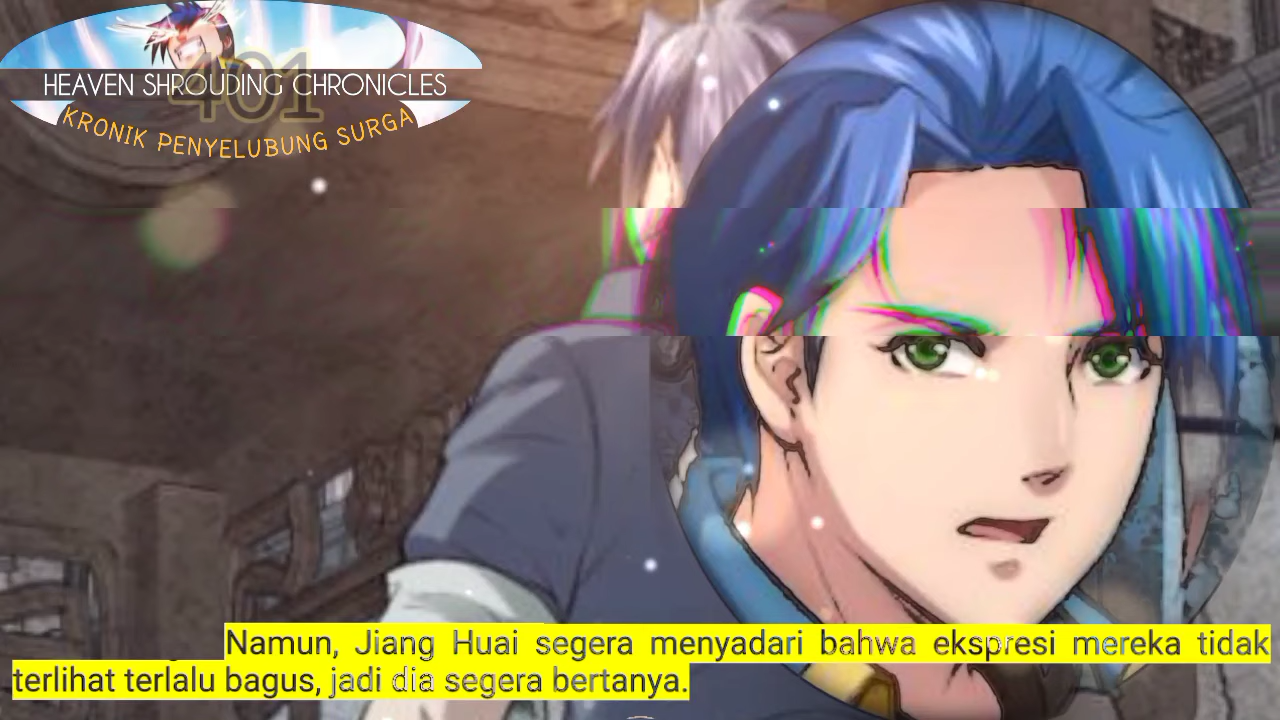 401
HEAVEN SHROUDING CHRONICLES
KRONIK PENYELUBUNG SURGA
Namun, Jiang Huai segera menyadari bahwa ekspresi mereka tidak
terlihat terlalu bagus, jadi dia segera bertanya.